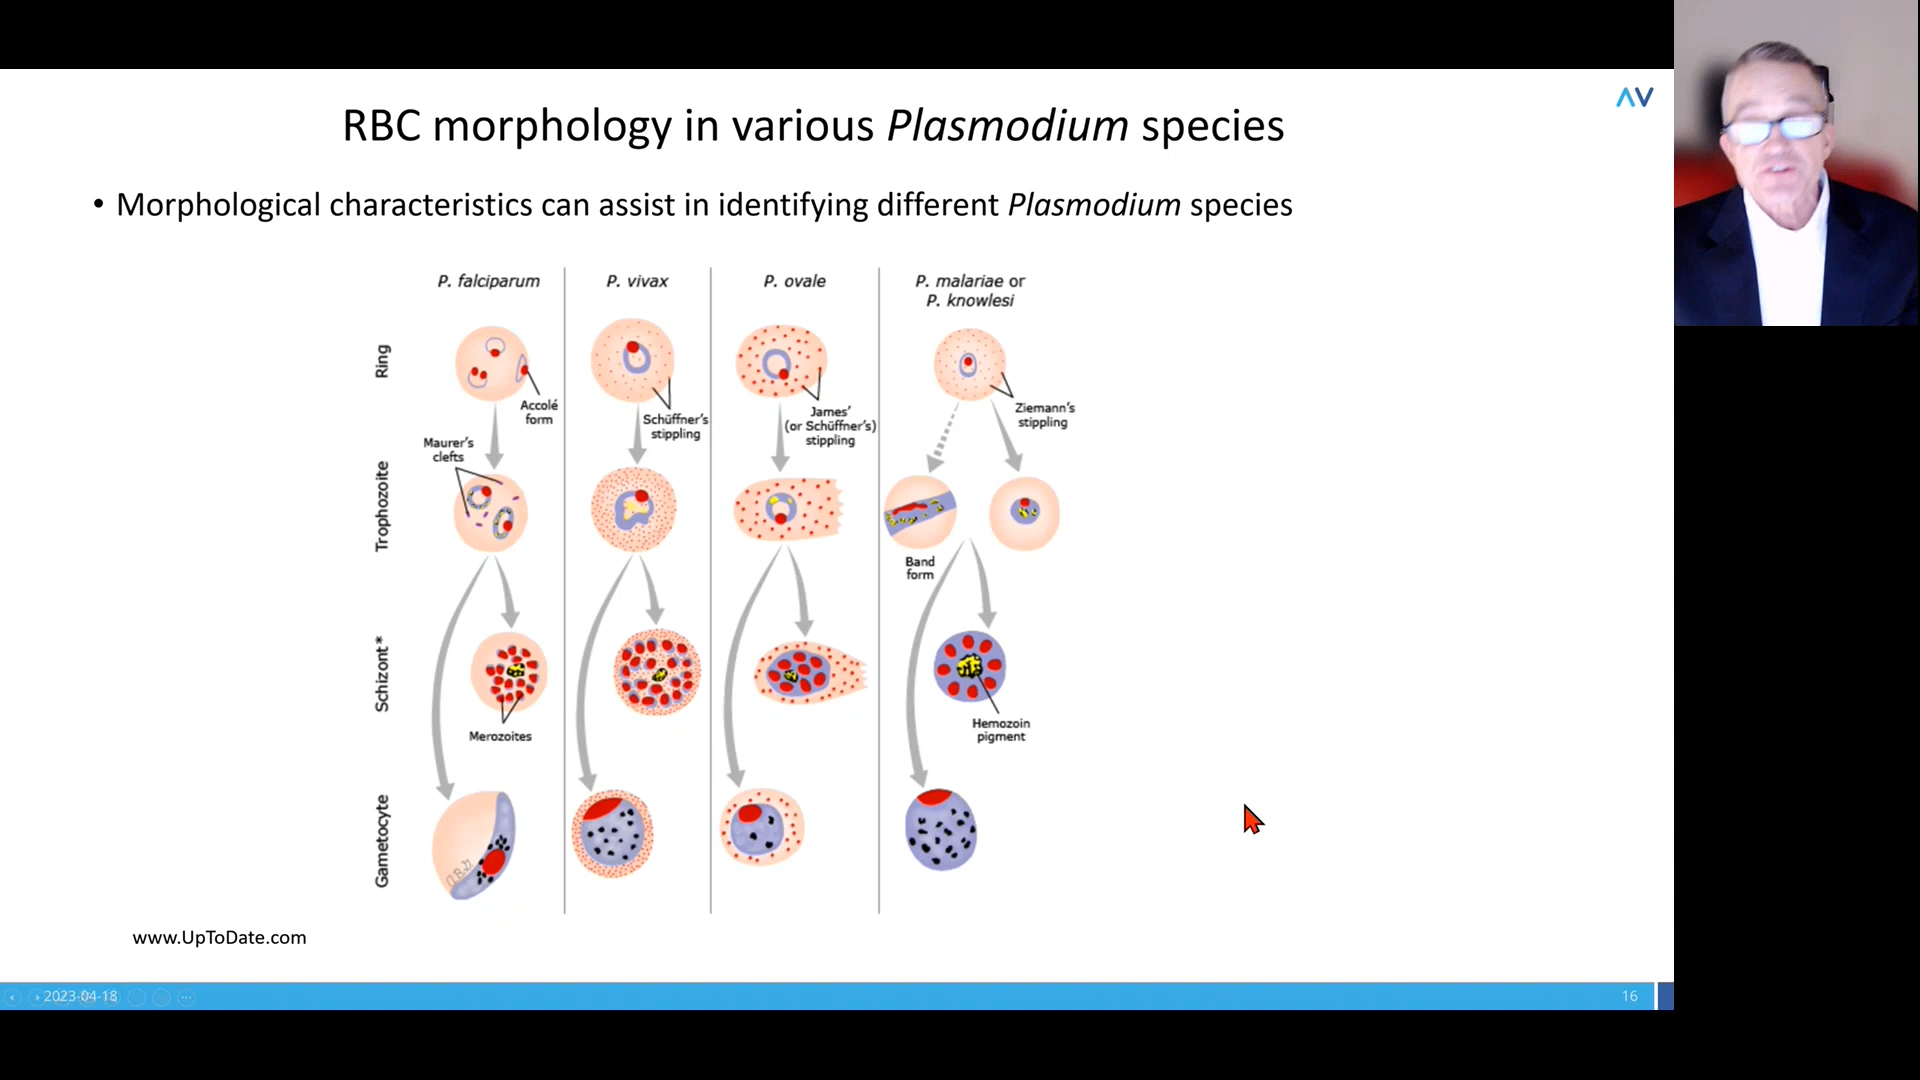 RBC morphology in various Plasmodium species
• Morphological characteristics can assist in identifying different Plasmodium species
P. falciparum
P. vivax
P. ovale
P. malariae or
P. knowlesi
Ring
Accolé
form
Schüffner's
stippling
James'
(or Schüffner's)
stippling
Ziemann's
stippling
Maurer's
clefts
Trophozoite
Band
form
Schizont*
Merozoites
Hemozoin
pigment
Gametocyte
www.UpToDate.com
2023-04-18
16
AV